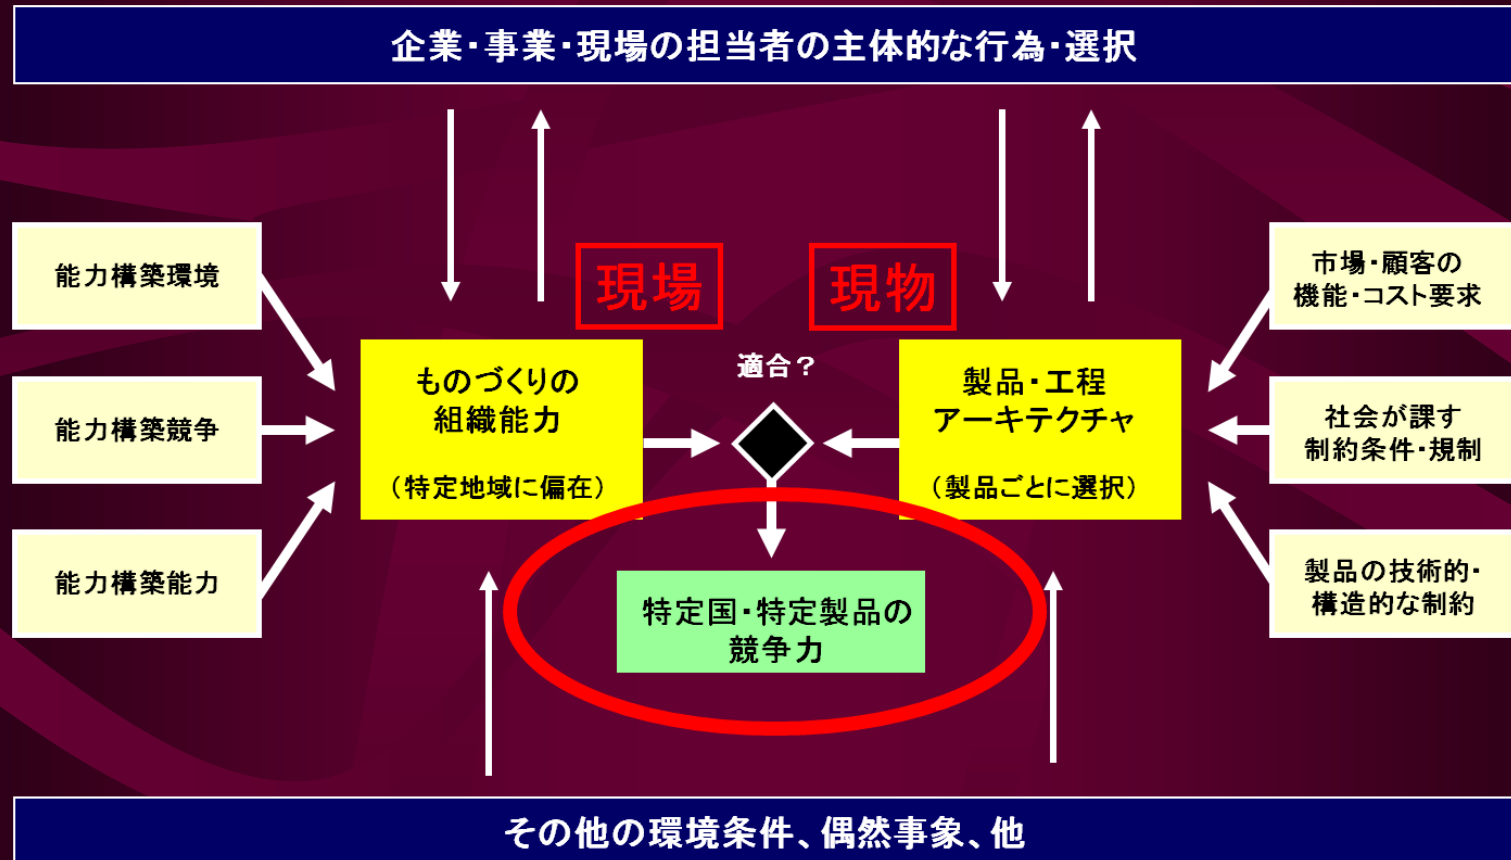 企業・事業・現場の担当者の主体的な行為・選択
現場
現物
能力構築環境
能力構築競争
能力構築能力
ものづくりの
組織能力
（特定地域に偏在）
適合？
製品・工程
アーキテクチャ
（製品ごとに選択）
市場・顧客の
機能・コスト要求
社会が課す
制約条件・規制
製品の技術的・
構造的な制約
特定国・特定製品の
競争力
その他の環境条件、偶然事象、他